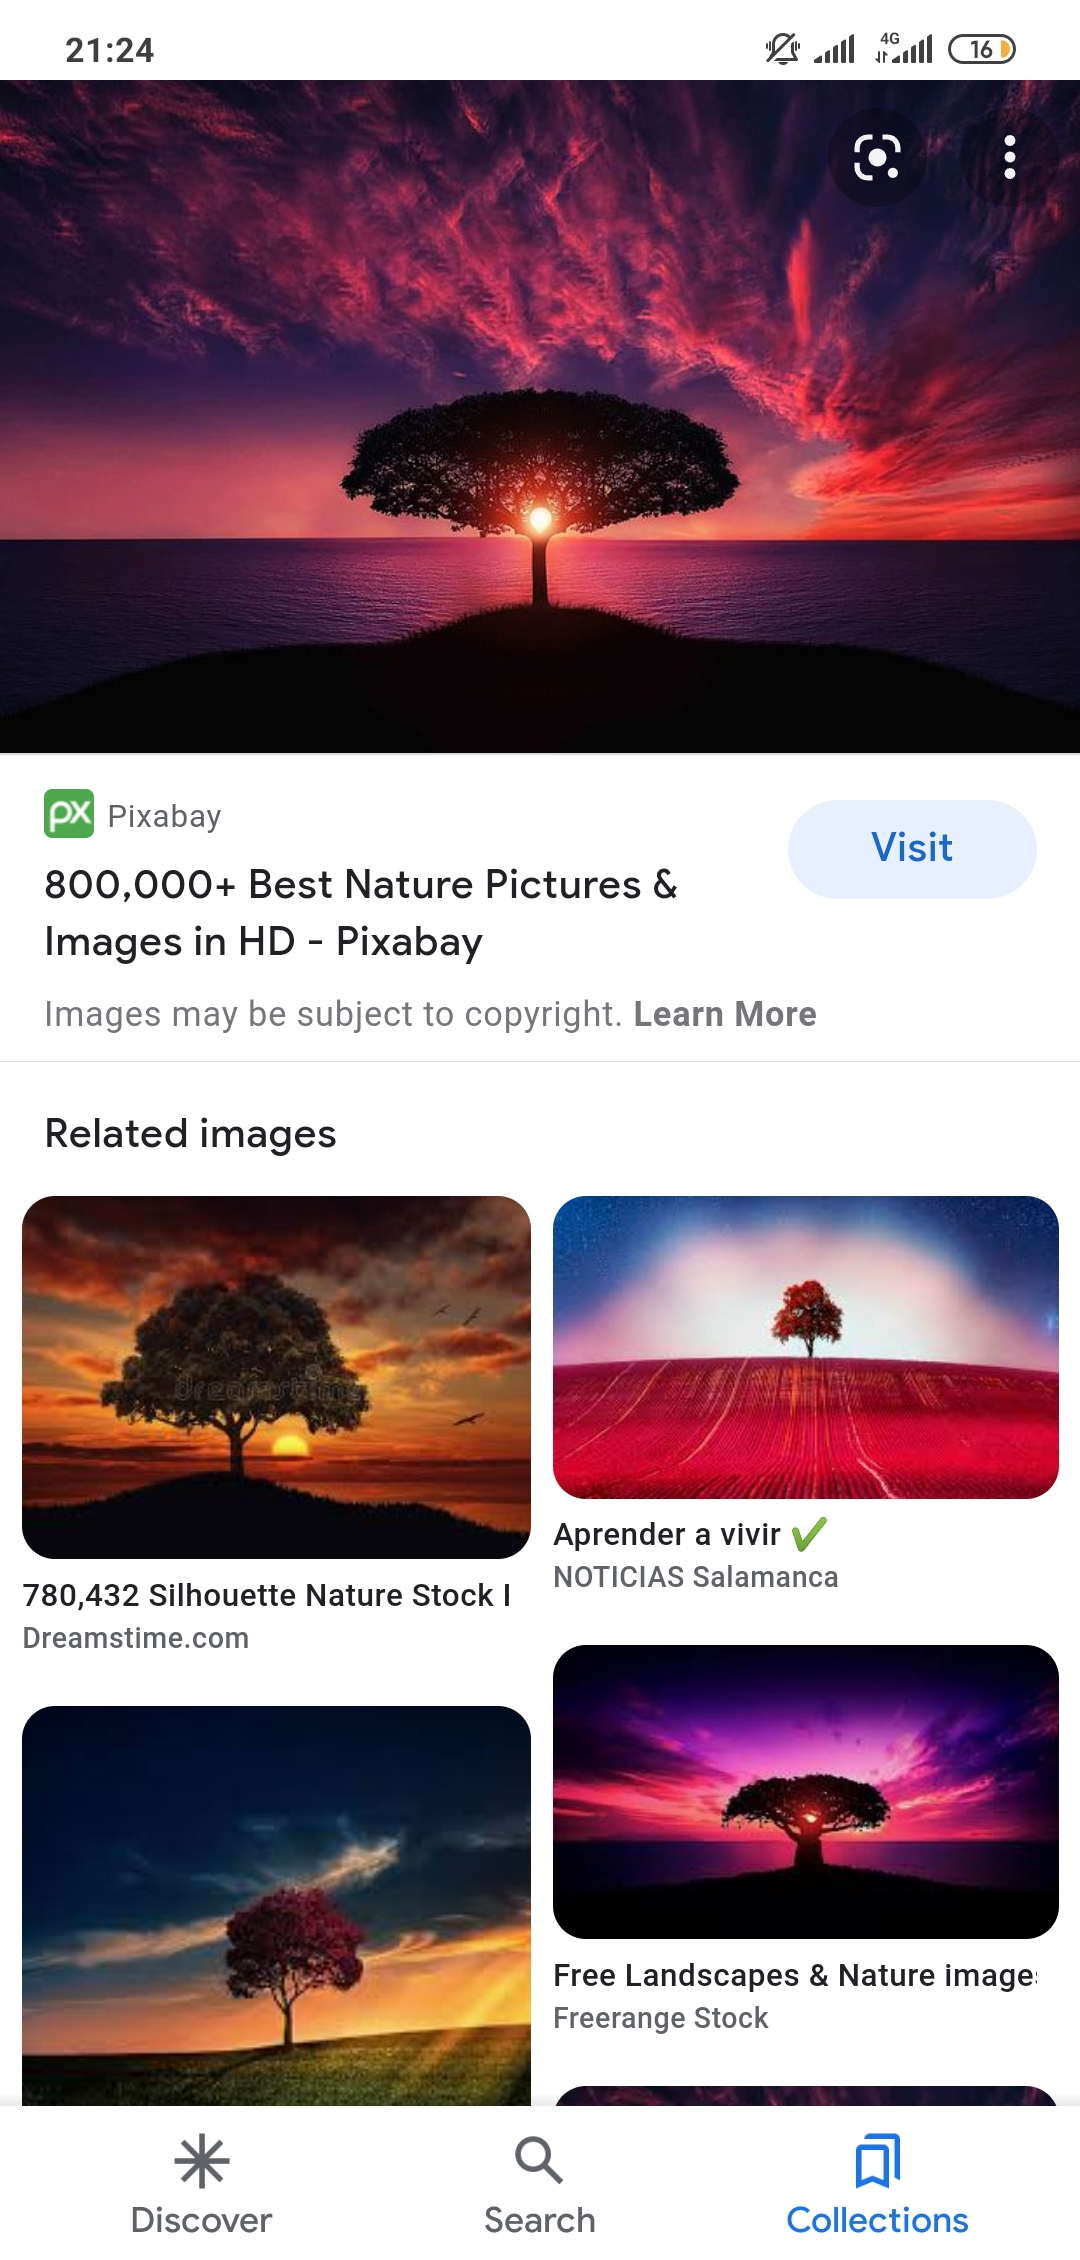 21:24
4G
16
px Pixabay
Visit
800,000+ Best Nature Pictures &
Images in HD - Pixabay
Images may be subject to copyright. Learn More
Related images
dreamstime
780,432 Silhouette Nature Stock I
Dreamstime.com
Aprender a vivir ✔
NOTICIAS Salamanca
Free Landscapes & Nature image
Freerange Stock
Discover
Search
Collections